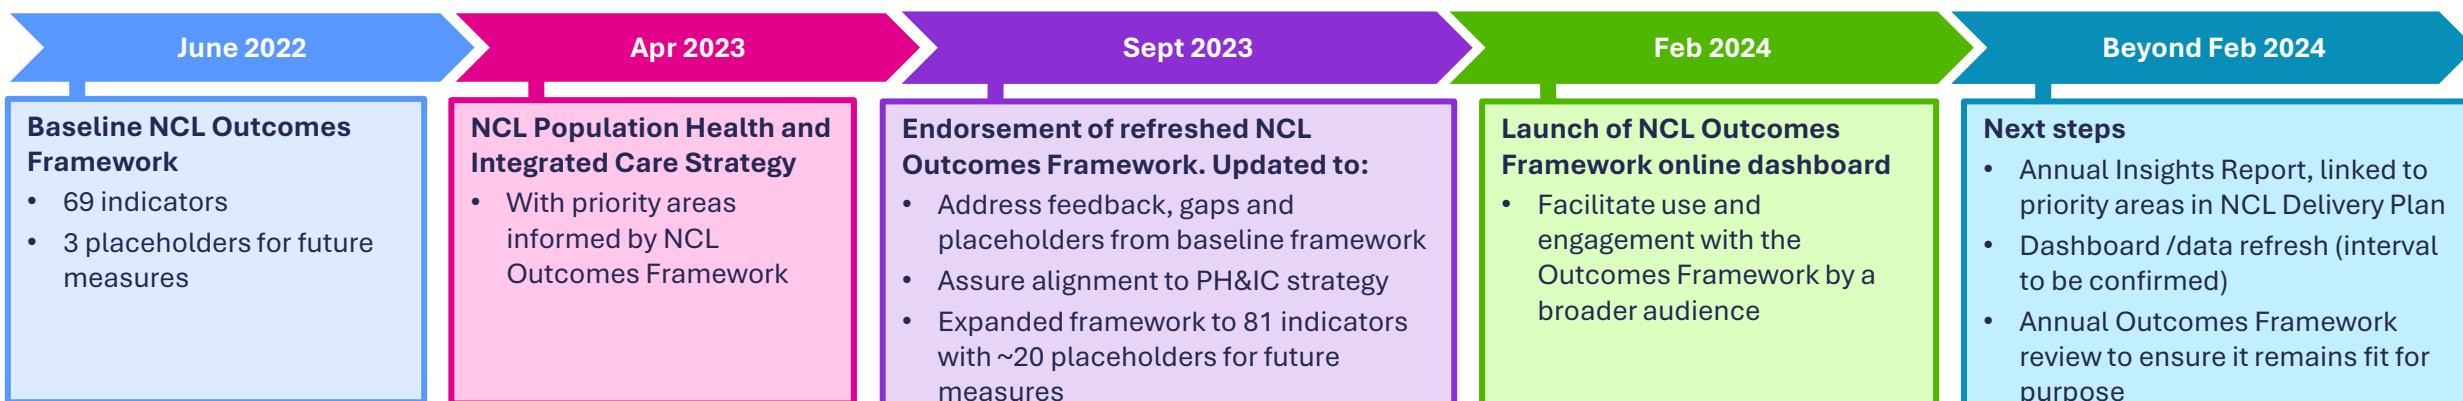 June 2022
Apr 2023
Sept 2023
Feb 2024
Beyond Feb 2024
Baseline NCL Outcomes
Framework
• 69 indicators
• 3 placeholders for future
measures
NCL Population Health and
Integrated Care Strategy
• With priority areas
informed by NCL
Outcomes Framework
Endorsement of refreshed NCL
Outcomes Framework. Updated to:
• Address feedback, gaps and
placeholders from baseline framework
• Assure alignment to PH&IC strategy
• Expanded framework to 81 indicators
with ~20 placeholders for future
measures
Launch of NCL Outcomes
Framework online dashboard
• Facilitate use and
engagement with the
Outcomes Framework by a
broader audience
Next steps
• Annual Insights Report, linked to
priority areas in NCL Delivery Plan
• Dashboard /data refresh (interval
to be confirmed)
• Annual Outcomes Framework
review to ensure it remains fit for
purpose